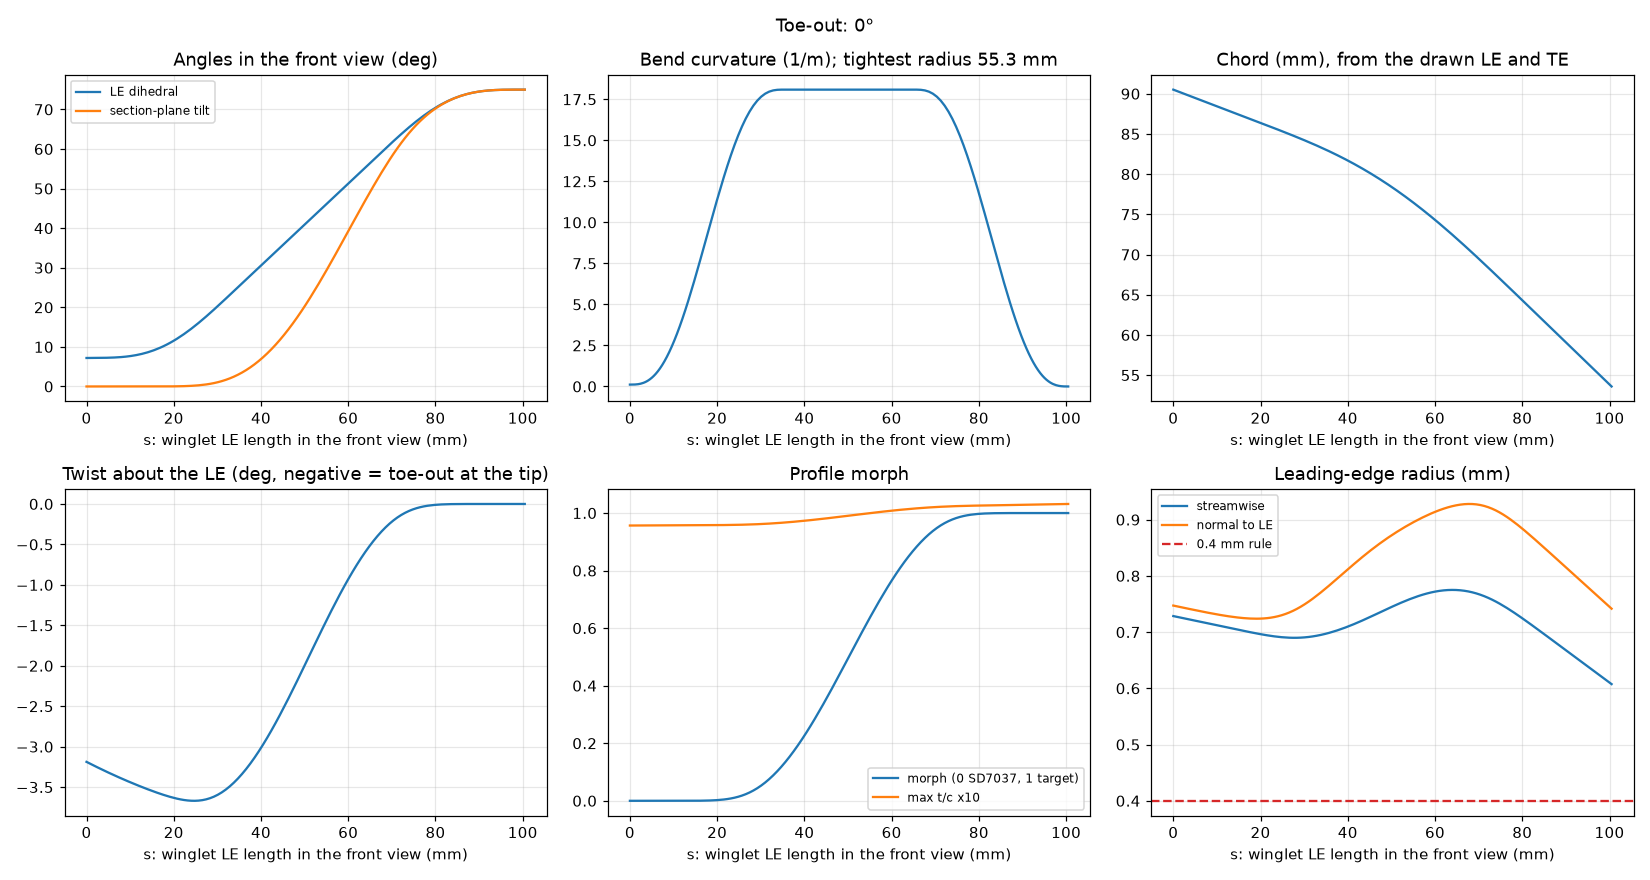 Toe-out: 0°
Angles in the front view (deg)
LE dihedral
section-plane tilt
70
60
50
40
30
20
10
0
0 20 40 60 80 100
s: winglet LE length in the front view (mm)
Bend curvature (1/m); tightest radius 55.3 mm
17.5
15.0
12.5
10.0
7.5
5.0
2.5
0.0
0 20 40 60 80 100
s: winglet LE length in the front view (mm)
Chord (mm), from the drawn LE and TE
90
85
80
75
70
65
60
55
0 20 40 60 80 100
s: winglet LE length in the front view (mm)
Twist about the LE (deg, negative = toe-out at the tip)
0.0
−0.5
−1.0
−1.5
−2.0
−2.5
−3.0
−3.5
0 20 40 60 80 100
s: winglet LE length in the front view (mm)
Profile morph
1.0
0.8
0.6
0.4
0.2
0.0
morph (0 SD7037, 1 target)
max t/c x10
0 20 40 60 80 100
s: winglet LE length in the front view (mm)
Leading-edge radius (mm)
streamwise
normal to LE
0.4 mm rule
0.9
0.8
0.7
0.6
0.5
0.4
0 20 40 60 80 100
s: winglet LE length in the front view (mm)